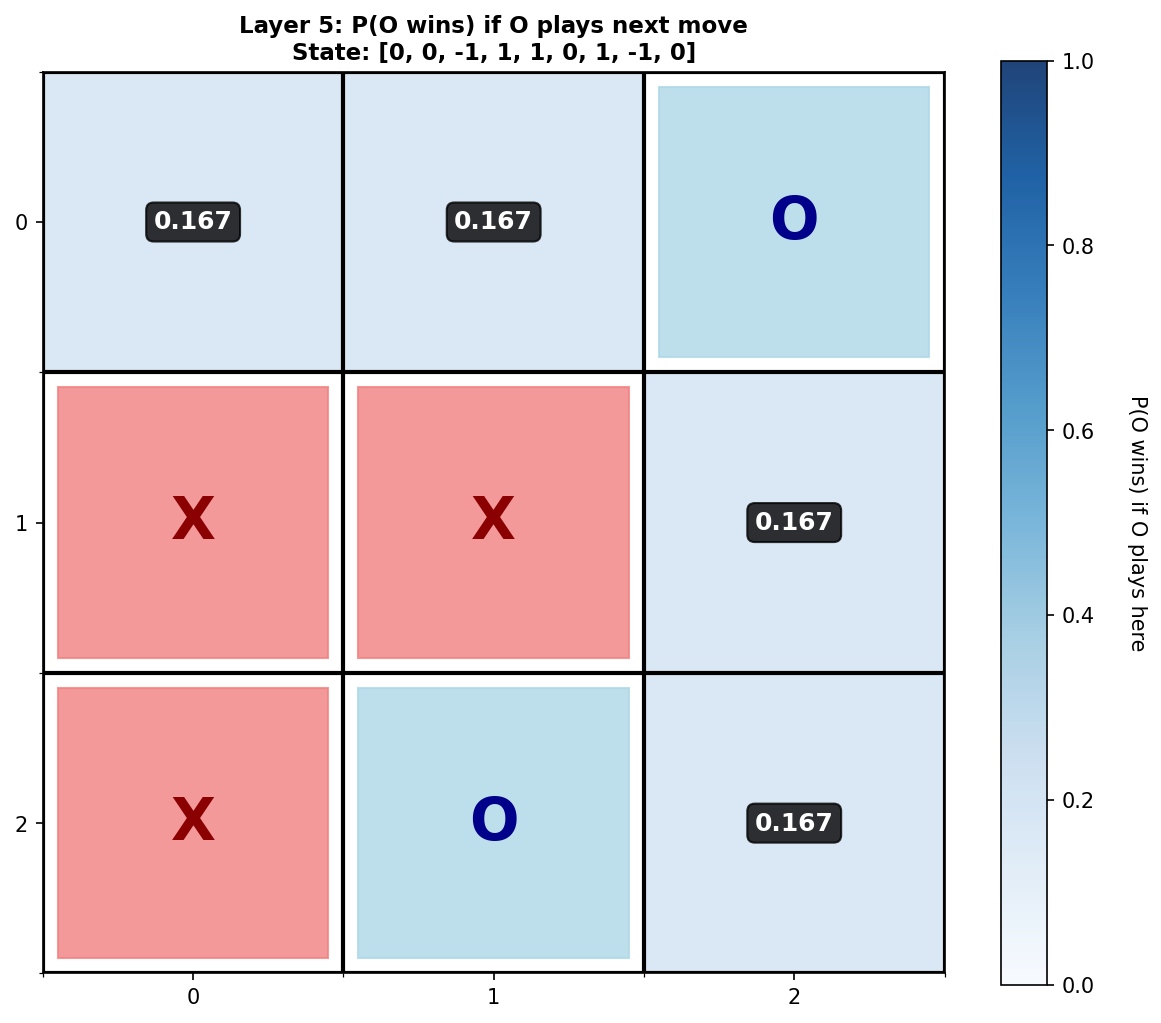 Layer 5: P(O wins) if O plays next move
State: [0, 0, -1, 1, 1, 0, 1, -1, 0]
0
0.167
0.167
O
1
X
X
0.167
2
X
O
0.167
0
1
2
1.0
0.8
0.6
0.4
0.2
0.0
P(O wins) if O plays here